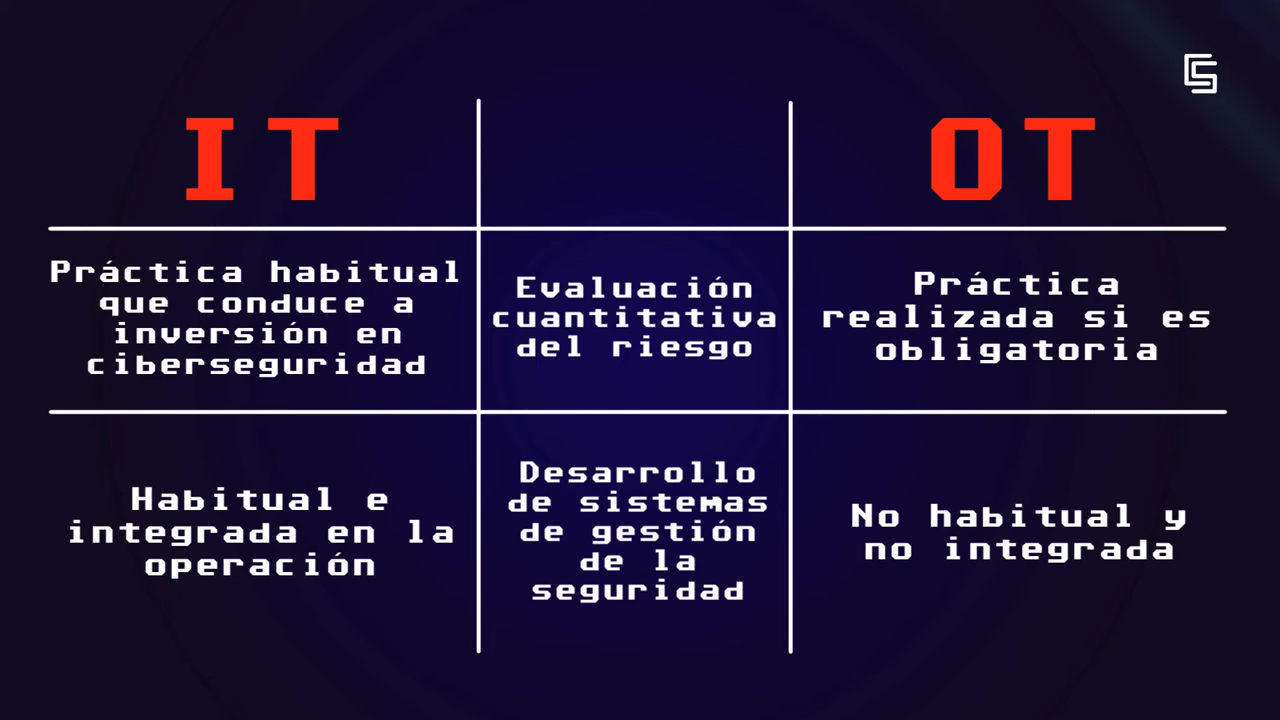 IT
OT
Práctica habitual
que conduce a
inversión en
ciberseguridad
Evaluación
cuantitativa
del riesgo
Práctica
realizada si es
obligatoria
Habitual e
integrada en la
operación
Desarrollo
de sistemas
de gestión
de la
seguridad
No habitual y
no integrada